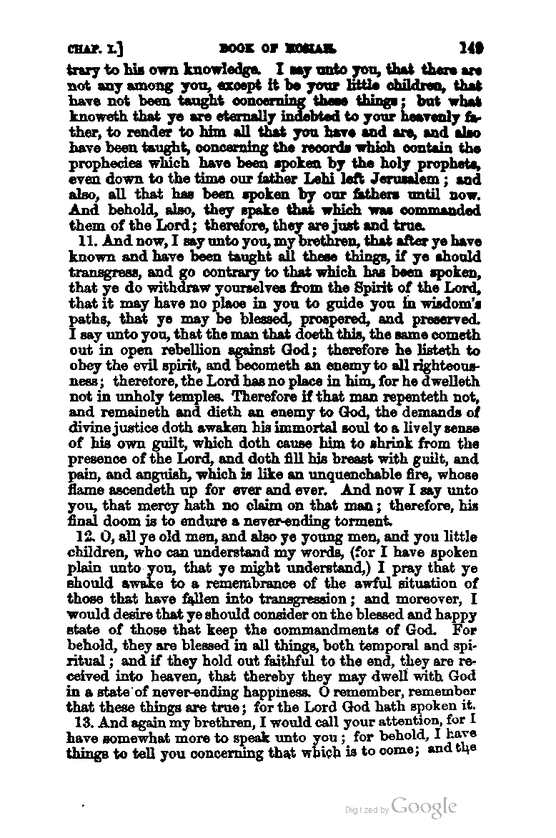 CHAP. I.] BOOK OF MOSIAH. 149
trary to his own knowledge. I say unto you, that there are
not any among you, except it be your little children, that
have not been taught concerning these things; but what
knoweth that ye are eternally indebted to your heavenly fa-
ther, to render to him all that you have and are, and also
have been taught, concerning the records which contain the
prophecies which have been spoken by the holy prophets,
even down to the time our father Lehi left Jerusalem; and
also, all that has been spoken by our fathers until now.
And behold, also, they spake that which was commanded
them of the Lord; therefore, they are just and true.
11. And now, I say unto you, my brethren, that after ye have
known and have been taught all these things, if ye should
transgress, and go contrary to that which has been spoken,
that ye do withdraw yourselves from the Spirit of the Lord,
that it may have no place in you to guide you in wisdom's
paths, that ye may be blessed, prospered, and preserved.
I say unto you, that the man that doeth this, the same cometh
out in open rebellion against God; therefore he listeth to
obey the evil spirit, and becometh an enemy to all righteous-
ness; therefore, the Lord has no place in him, for he dwelleth
not in unholy temples. Therefore if that man repenteth not,
and remaineth and dieth an enemy to God, the demands of
divine justice doth awaken his immortal soul to a lively sense
of his own guilt, which doth cause him to shrink from the
presence of the Lord, and doth fill his breast with guilt, and
pain, and anguish, which is like an unquenchable fire, whose
flame ascendeth up for ever and ever. And now I say unto
you, that mercy hath no claim on that man; therefore, his
final doom is to endure a never-ending torment.
12. O, all ye old men, and also ye young men, and you little
children, who can understand my words, (for I have spoken
plain unto you, that ye might understand,) I pray that ye
should awake to a remembrance of the awful situation of
those that have fallen into transgression; and moreover, I
would desire that ye should consider on the blessed and happy
state of those that keep the commandments of God. For
behold, they are blessed in all things, both temporal and spi-
ritual; and if they hold out faithful to the end, they are re-
ceived into heaven, that thereby they may dwell with God
in a state of never-ending happiness. O remember, remember
that these things are true; for the Lord God hath spoken it.
13. And again my brethren, I would call your attention, for I
have somewhat more to speak unto you; for behold, I have
things to tell you concerning that which is to come; and the
Digitized by Google